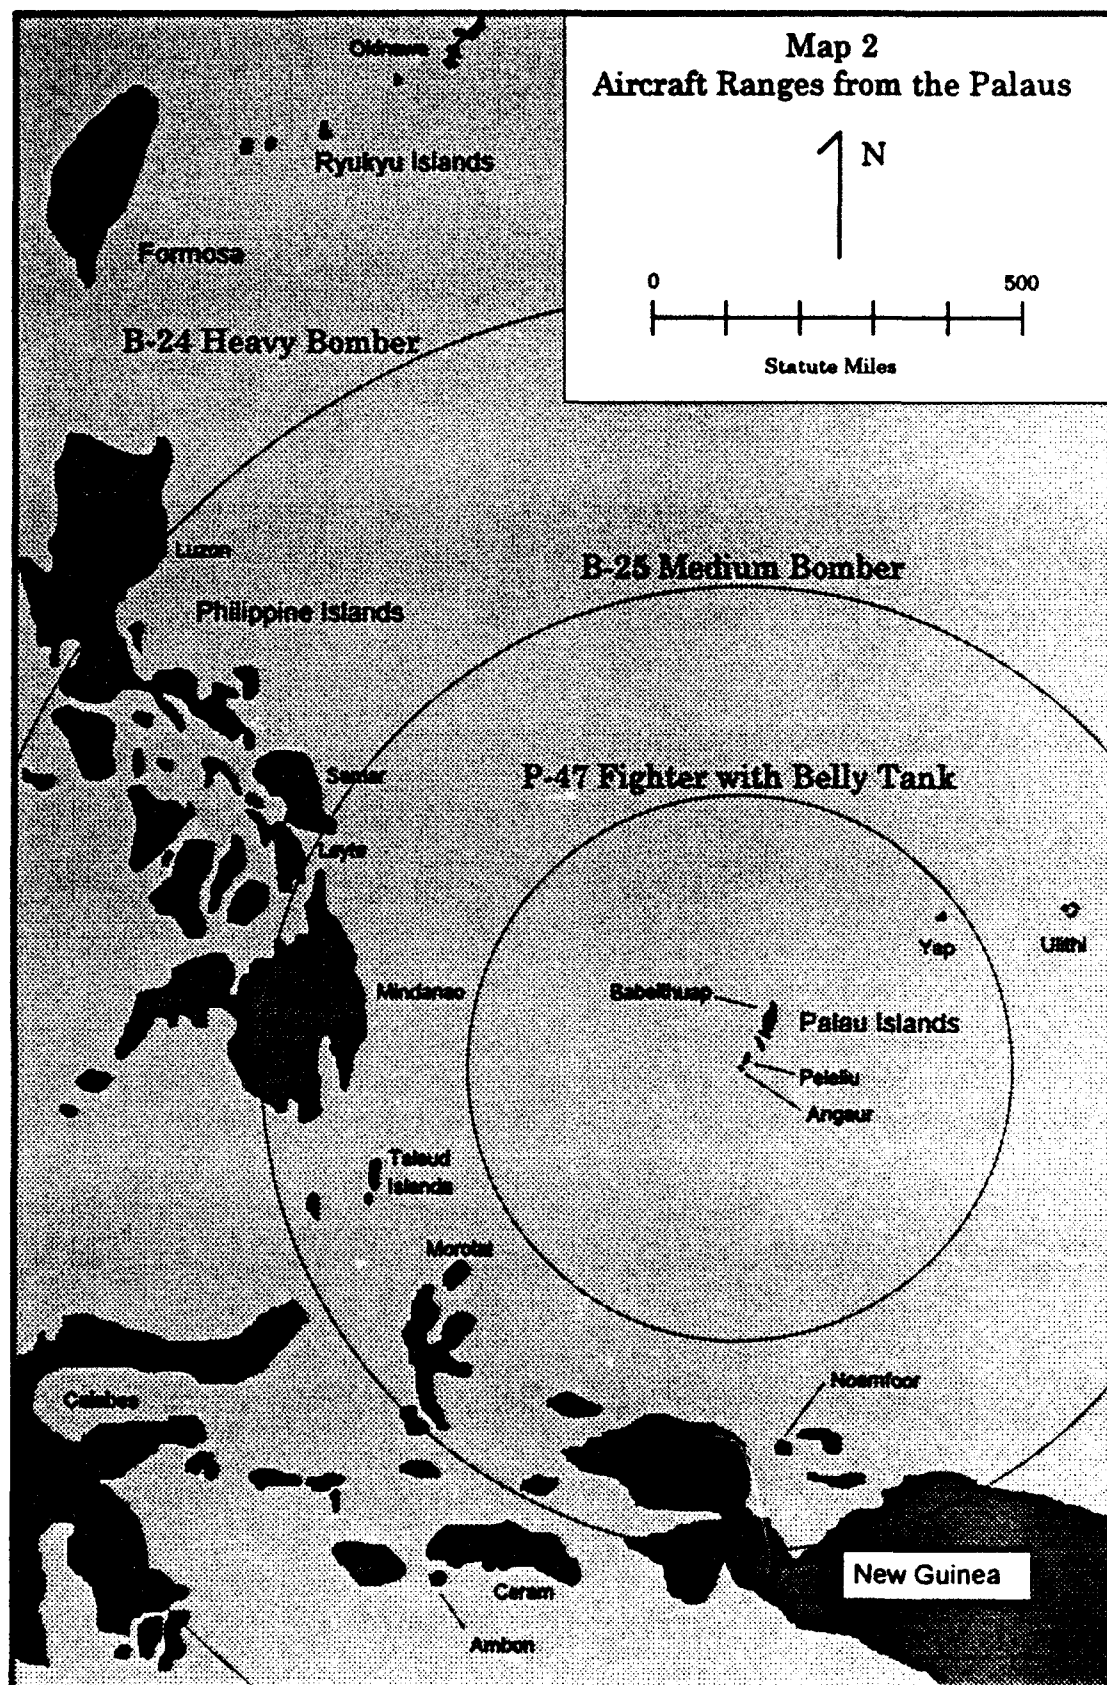 Map 2
Aircraft Ranges from the Palaus
N
0 500
Statute Miles
Okinawa
Ryukyu Islands
Formosa
B-24 Heavy Bomber
Luzon
B-25 Medium Bomber
Philippine Islands
Samar
P-47 Fighter with Belly Tank
Leyte
Yap
Ulithi
Mindanao
Babelthuap
Palau Islands
Peleliu
Angaur
Talaud
Islands
Morotai
Noemfoor
Celebes
New Guinea
Ceram
Ambon